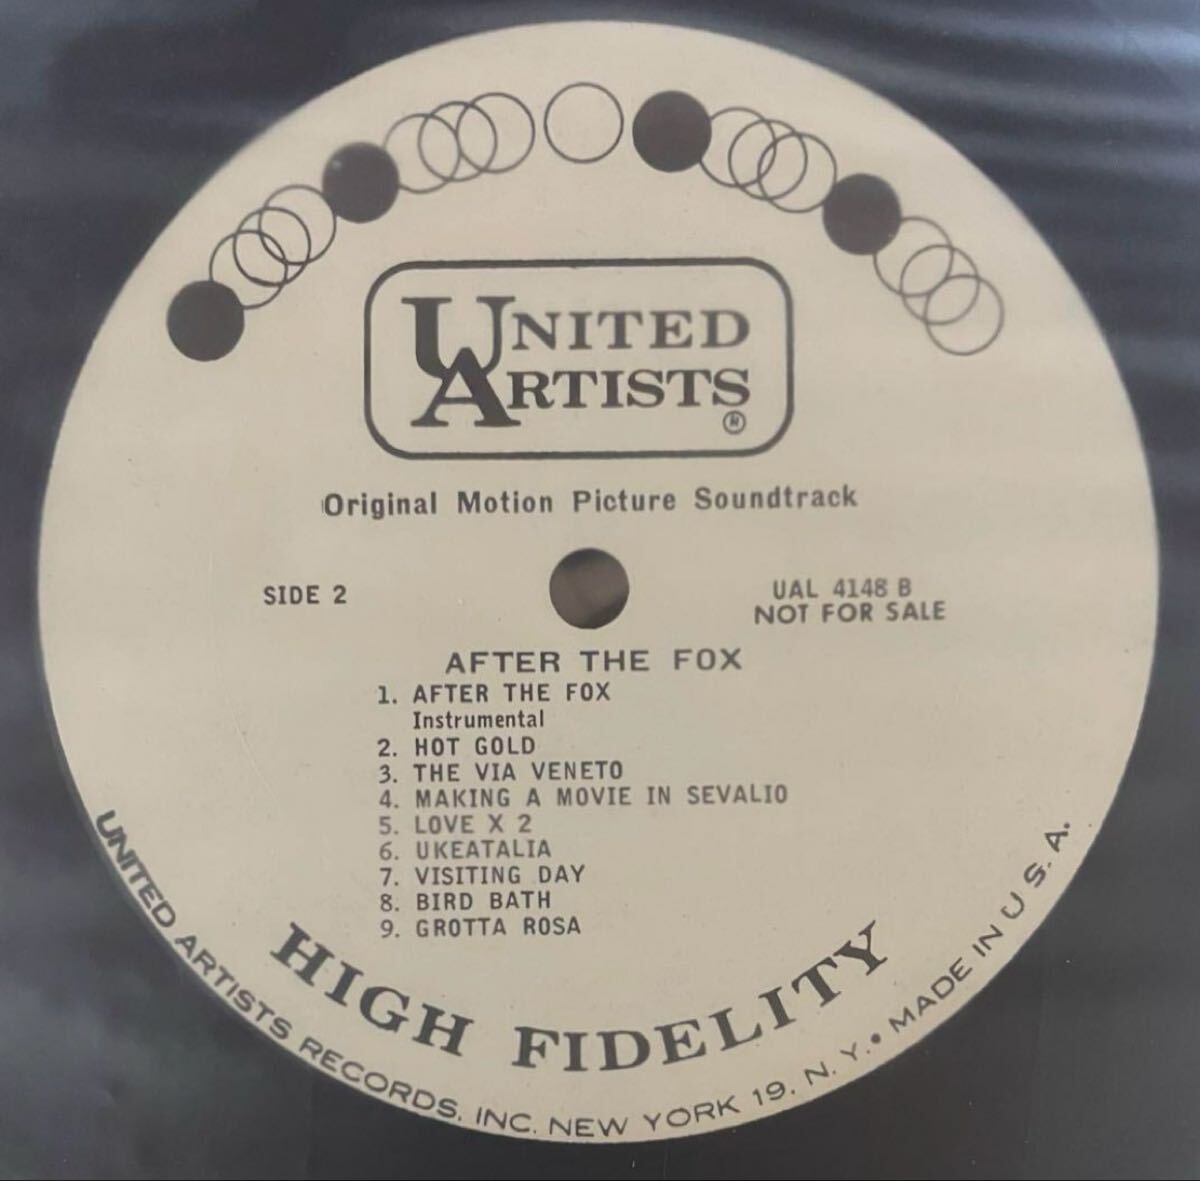 UNITED
ARTISTS
®
Original Motion Picture Soundtrack
SIDE 2
UAL 4148 B
NOT FOR SALE
AFTER THE FOX
1. AFTER THE FOX
Instrumental
2. HOT GOLD
3. THE VIA VENETO
4. MAKING A MOVIE IN SEVALIO
5. LOVE X 2
6. UKEATALIA
7. VISITING DAY
8. BIRD BATH
9. GROTTA ROSA
HIGH FIDELITY
UNITED ARTISTS RECORDS, INC. NEW YORK 19, N. Y. • MADE IN U S. A.